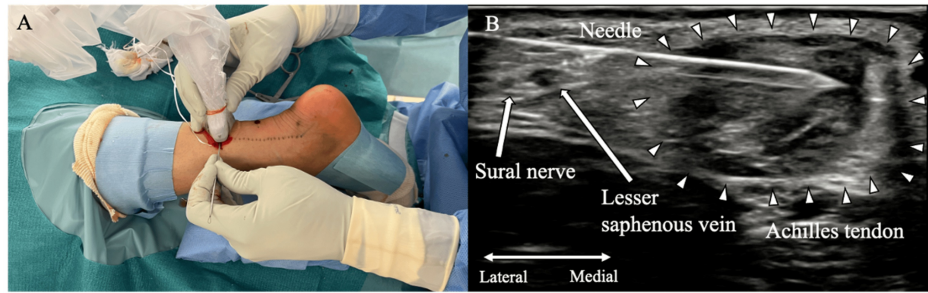 A
B
Needle
Sural nerve
Lesser
saphenous vein
Achilles tendon
Lateral
Medial